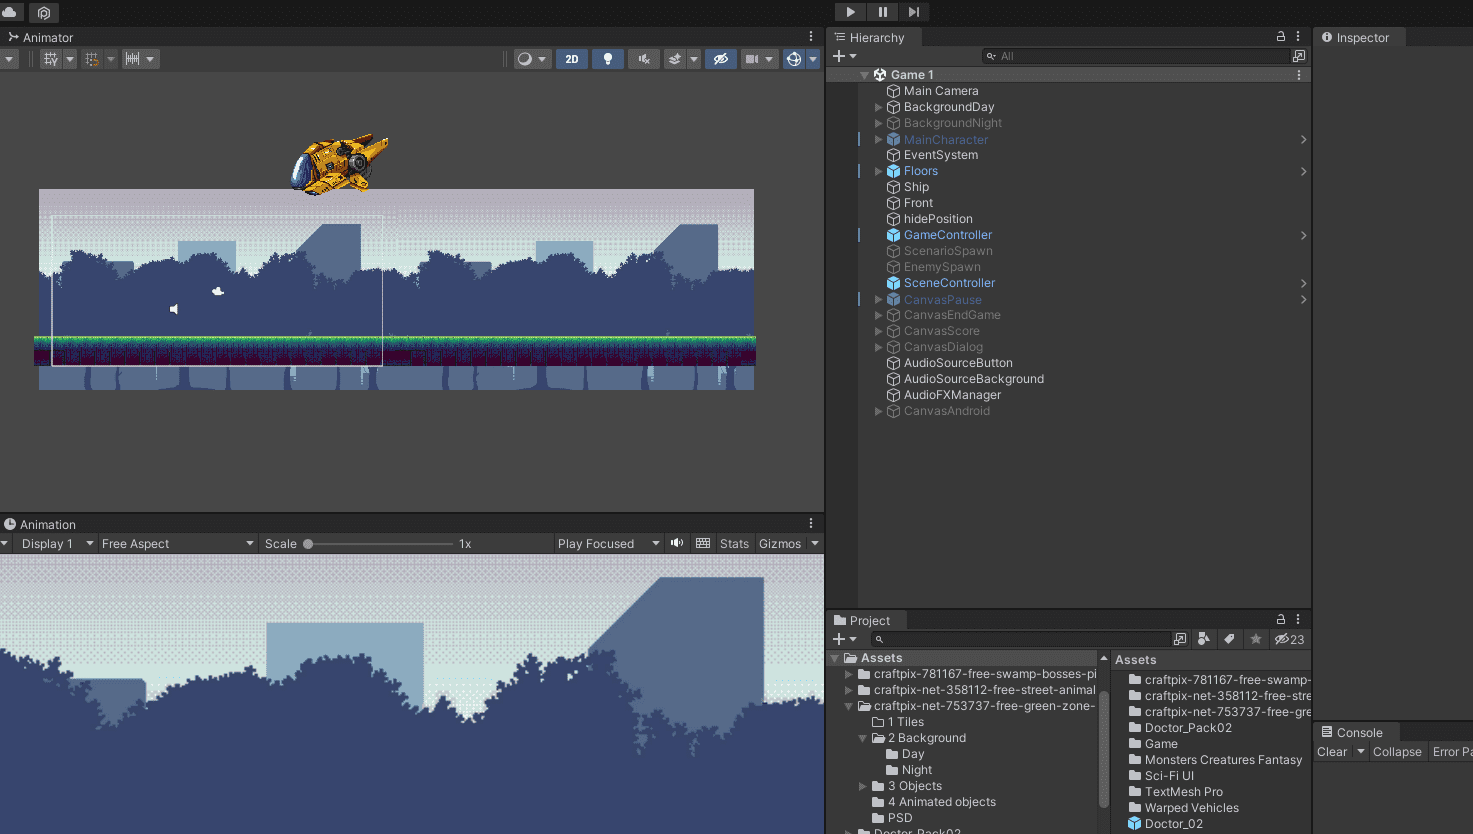 Animator
2D
Animation
Display 1
Free Aspect
Scale
1x
Play Focused
Stats
Gizmos
Hierarchy
All
Game 1
Main Camera
BackgroundDay
BackgroundNight
MainCharacter
EventSystem
Floors
Ship
Front
hidePosition
GameController
ScenarioSpawn
EnemySpawn
SceneController
CanvasPause
CanvasEndGame
CanvasScore
CanvasDialog
AudioSourceButton
AudioSourceBackground
AudioFXManager
CanvasAndroid
Project
23
Assets
craftpix-781167-free-swamp-bosses-pi
craftpix-net-358112-free-street-animal
craftpix-net-753737-free-green-zone-
1 Tiles
2 Background
Day
Night
3 Objects
4 Animated objects
PSD
Doctor_Pack02
Assets
craftpix-781167-free-swamp-
craftpix-net-358112-free-stre
craftpix-net-753737-free-gre
Doctor_Pack02
Game
Monsters Creatures Fantasy
Sci-Fi UI
TextMesh Pro
Warped Vehicles
Doctor_02
Inspector
Console
Clear
Collapse
Error Pa